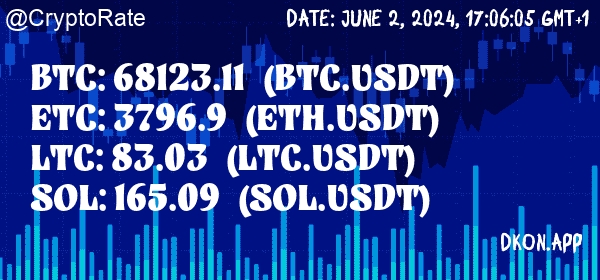 @CryptoRate
DATE: JUNE 2, 2024, 17:06:05 GMT+1
BTC: 68123.11 (BTC.USDT)
ETC: 3796.9 (ETH.USDT)
LTC: 83.03 (LTC.USDT)
SOL: 165.09 (SOL.USDT)
DKON.APP